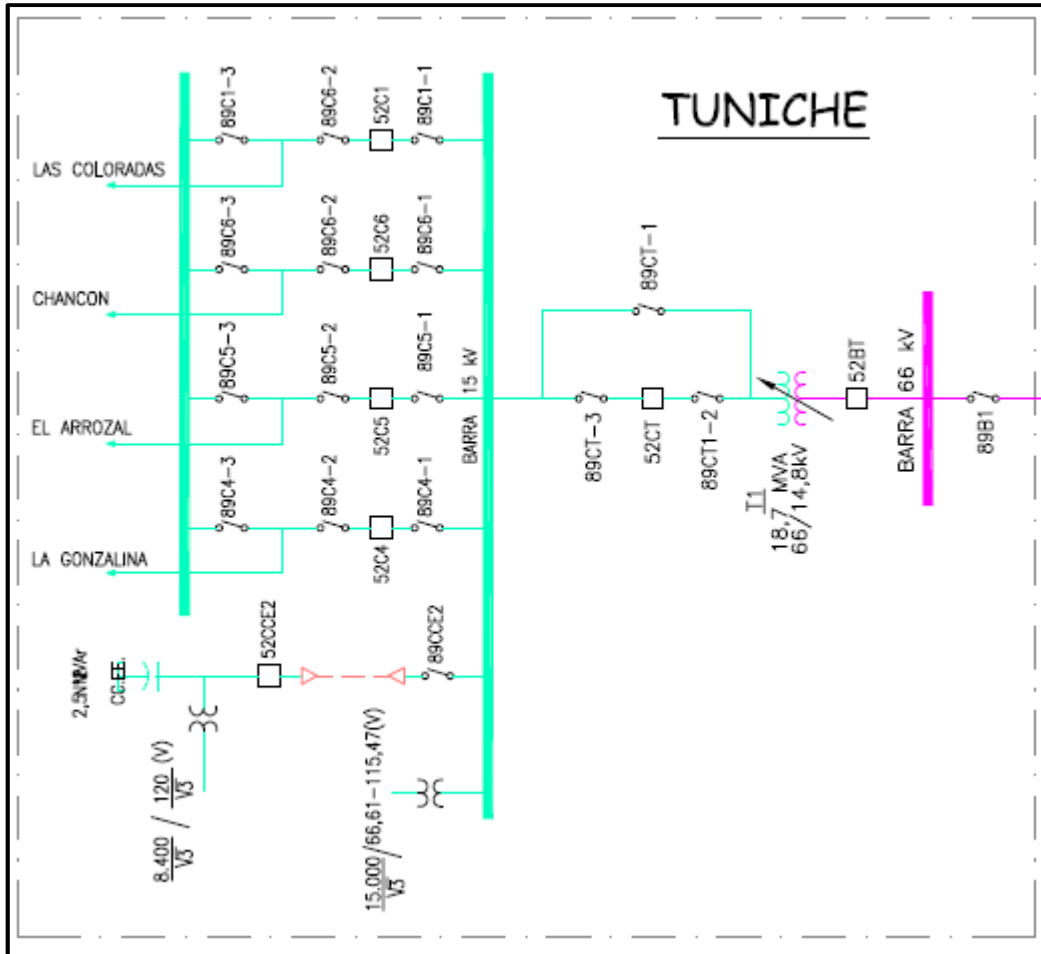 TUNICHE
89C1-3
89C6-2
52C1
89C1-1
LAS COLORADAS
89C6-3
89C6-2
52C6
89C6-1
CHANCON
89C5-3
89C5-2
52C5
89C5-1
EL ARROZAL
89C4-3
89C4-2
52C4
89C4-1
LA GONZALINA
BARRA 15 kV
89CT-1
89CT-3
52CT
89CT1-2
T1
18,7 MVA
66/14,8kV
52BT
BARRA 66 kV
89B1
52CCE2
89CCE2
8.400/√3 / 120/√3 (V)
15.000/√3 /66,61-115,47(V)